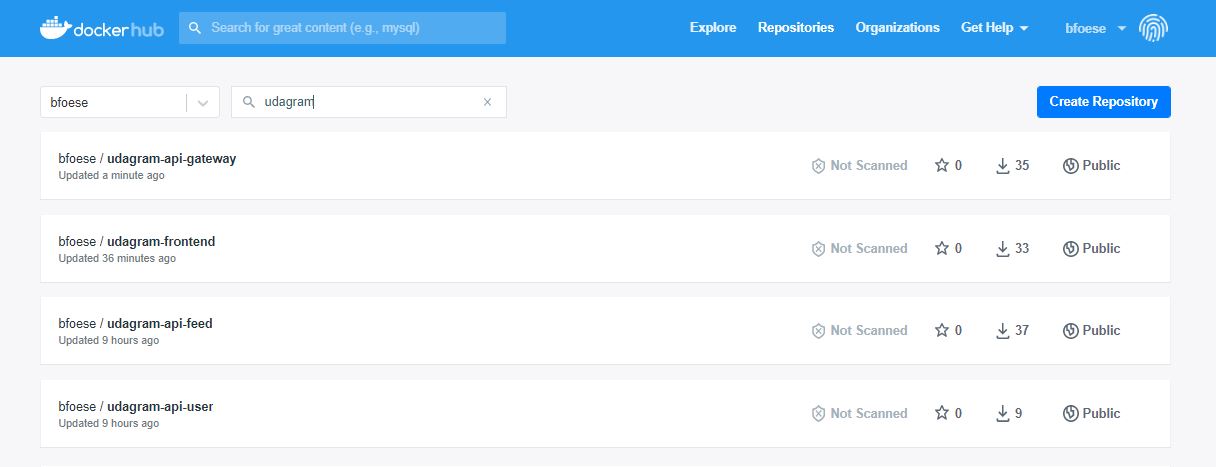 docker hub
Search for great content (e.g., mysql)
Explore
Repositories
Organizations
Get Help
bfoese
bfoese
udagram
Create Repository
bfoese / udagram-api-gateway
Updated a minute ago
Not Scanned
0
35
Public
bfoese / udagram-frontend
Updated 36 minutes ago
Not Scanned
0
33
Public
bfoese / udagram-api-feed
Updated 9 hours ago
Not Scanned
0
37
Public
bfoese / udagram-api-user
Updated 9 hours ago
Not Scanned
0
9
Public